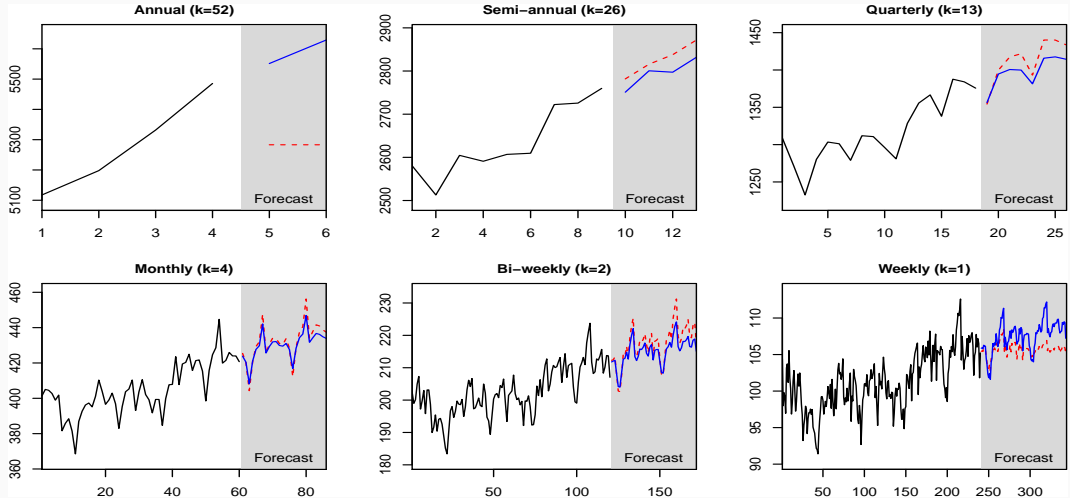 Annual (k=52)
5100 5300 5500
Forecast
1 2 3 4 5 6
Semi−annual (k=26)
2500 2600 2700 2800 2900
Forecast
2 4 6 8 10 12
Quarterly (k=13)
1250 1350 1450
Forecast
5 10 15 20 25
Monthly (k=4)
360 380 400 420 440 460
Forecast
20 40 60 80
Bi−weekly (k=2)
180 190 200 210 220 230
Forecast
50 100 150
Weekly (k=1)
90 95 100 105 110
Forecast
50 100 150 200 250 300